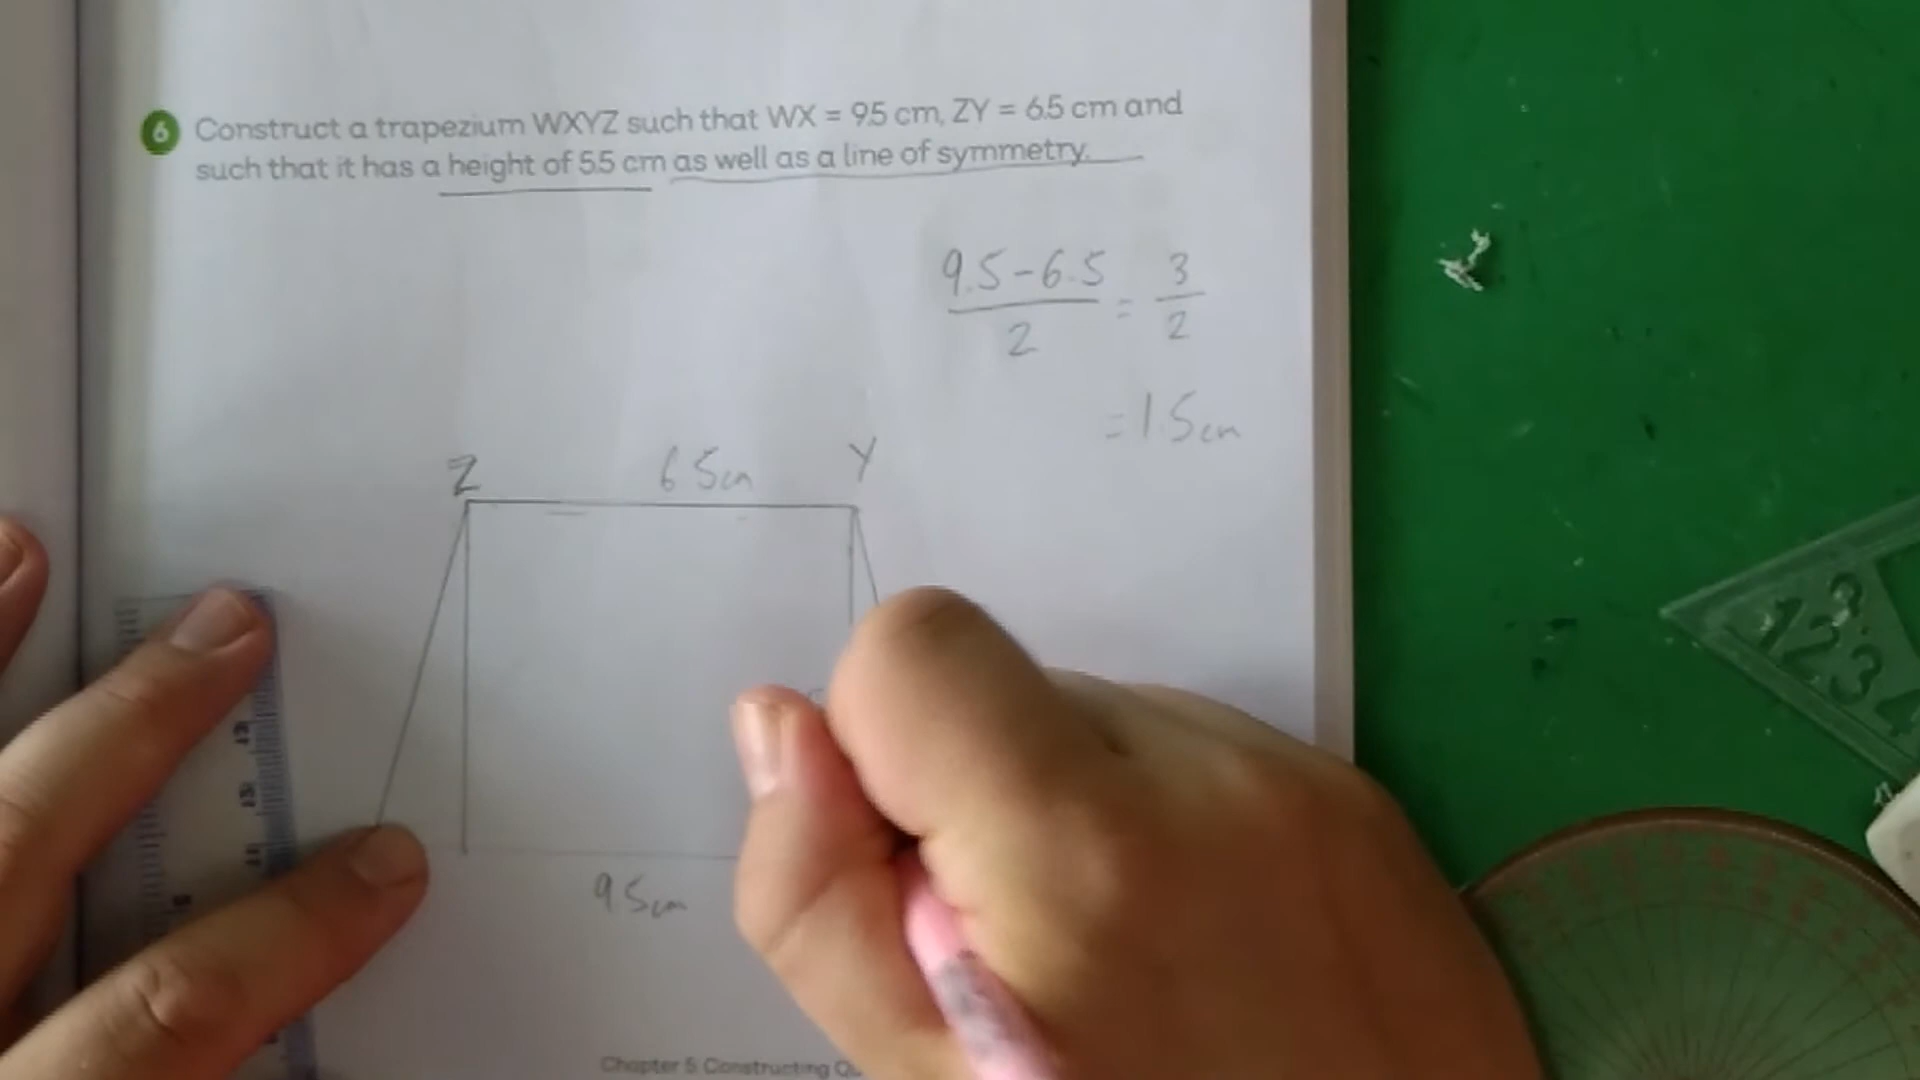 6 Construct a trapezium WXYZ such that WX = 9.5 cm, ZY = 6.5 cm and
such that it has a height of 5.5 cm as well as a line of symmetry.
9.5-6.5
2
=
3
2
= 1.5cm
Z
6.5cm
Y
9.5cm
Chapter 5 Constructing
1234